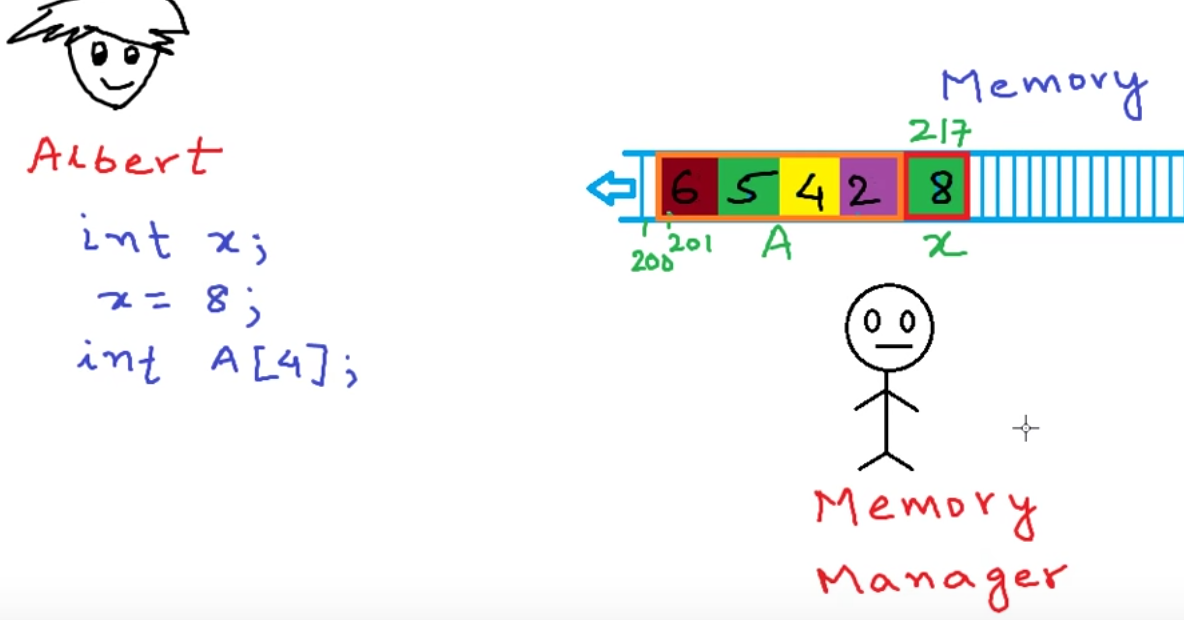 Albert
int x;
x = 8;
int A[4];
Memory
217
6 5 4 2 8
200 201 A x
Memory
Manager